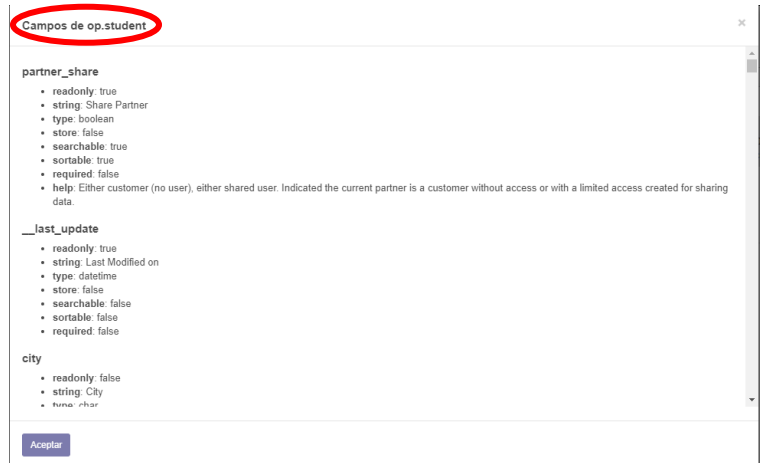 Campos de op.student
×
partner_share
• readonly: true
• string: Share Partner
• type: boolean
• store: false
• searchable: true
• sortable: true
• required: false
• help: Either customer (no user), either shared user. Indicated the current partner is a customer without access or with a limited access created for sharing
data.
__last_update
• readonly: true
• string: Last Modified on
• type: datetime
• store: false
• searchable: false
• sortable: false
• required: false
city
• readonly: false
• string: City
• type: char
Aceptar